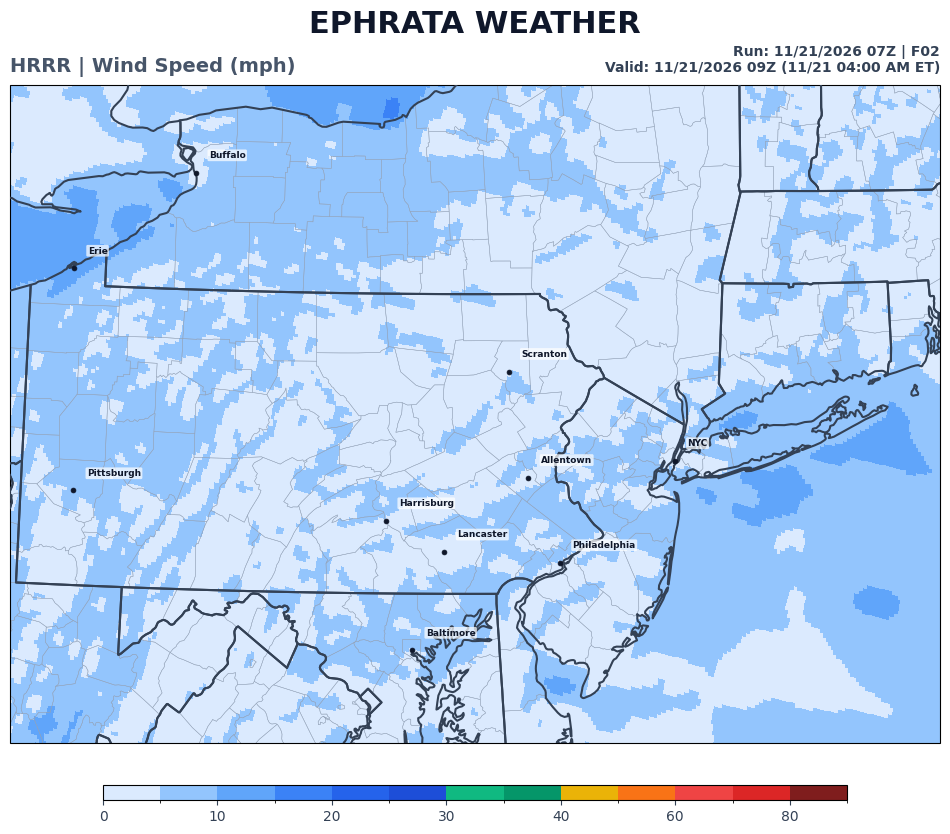 EPHRATA WEATHER
HRRR | Wind Speed (mph)
Run: 11/21/2026 07Z | F02
Valid: 11/21/2026 09Z (11/21 04:00 AM ET)
Buffalo
Erie
Scranton
NYC
Allentown
Pittsburgh
Harrisburg
Lancaster
Philadelphia
Baltimore
0 10 20 30 40 60 80